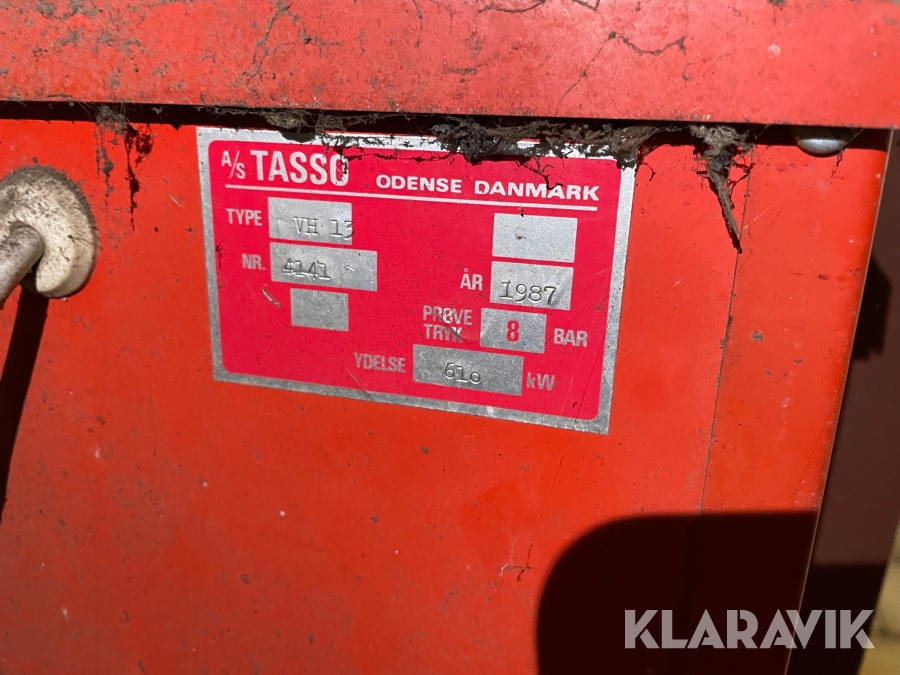 A/S TASSO ODENSE DANMARK
TYPE VH 13
NR. 4141
ÅR 1987
PRØVE TRYK 8 BAR
YDELSE 610 kW
KLARAVIK